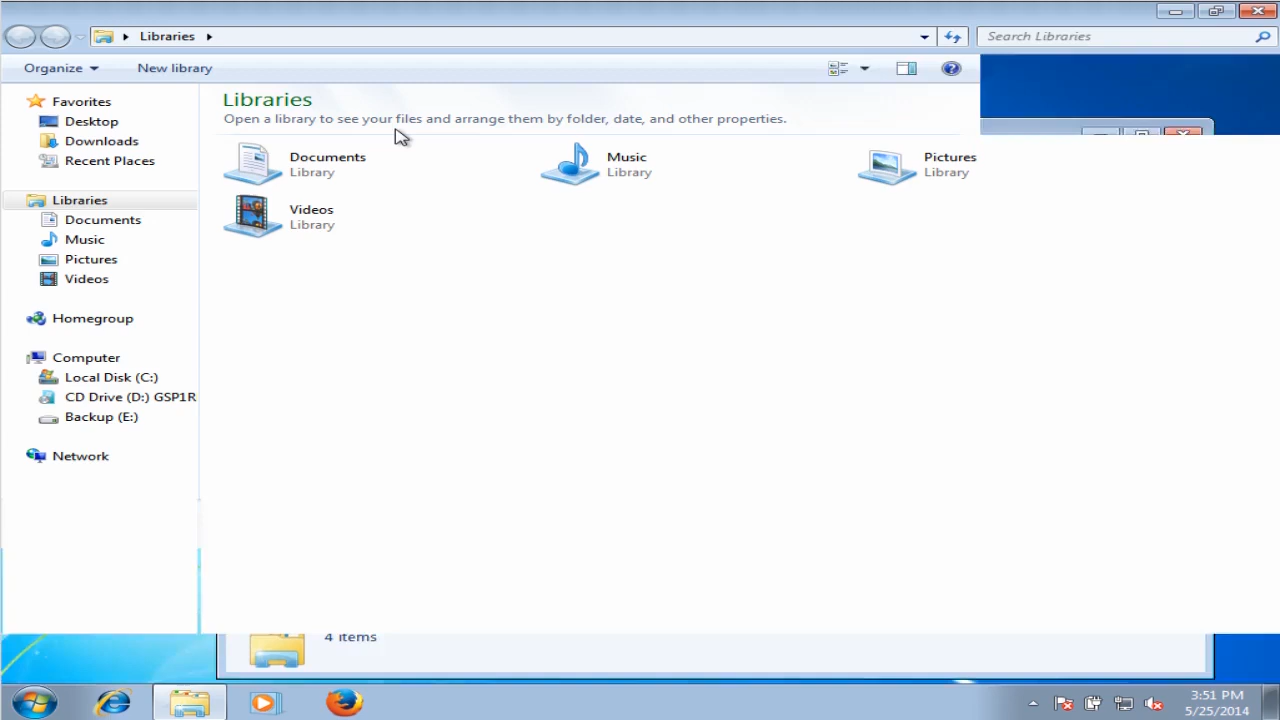 Libraries
Search Libraries
Organize
New library
Favorites
Desktop
Downloads
Recent Places
Libraries
Documents
Music
Pictures
Videos
Homegroup
Computer
Local Disk (C:)
CD Drive (D:) GSP1R
Backup (E:)
Network
Libraries
Open a library to see your files and arrange them by folder, date, and other properties.
Documents
Library
Music
Library
Pictures
Library
Videos
Library
4 items
3:51 PM
5/25/2014